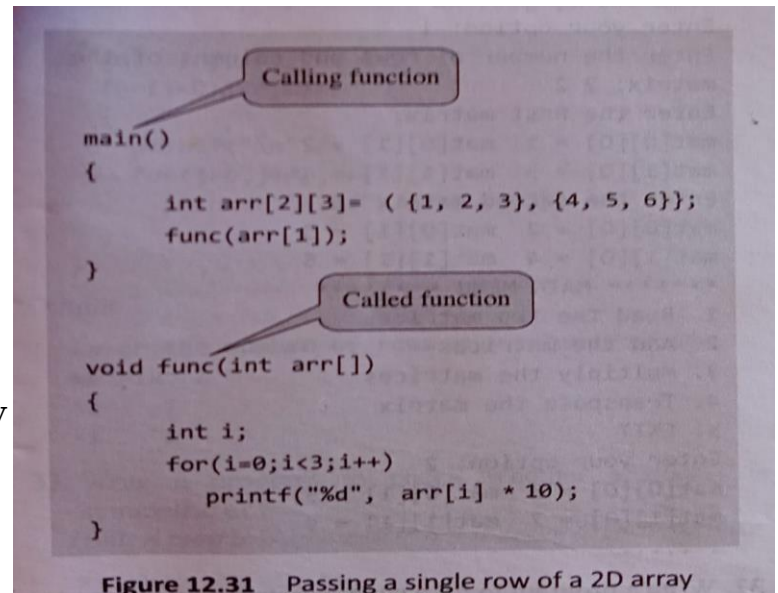 Calling function
main()
{
int arr[2][3]= ( {1, 2, 3}, {4, 5, 6}};
func(arr[1]);
}
Called function
void func(int arr[])
{
int i;
for(i=0;i<3;i++)
printf("%d", arr[i] * 10);
}
Figure 12.31 Passing a single row of a 2D array